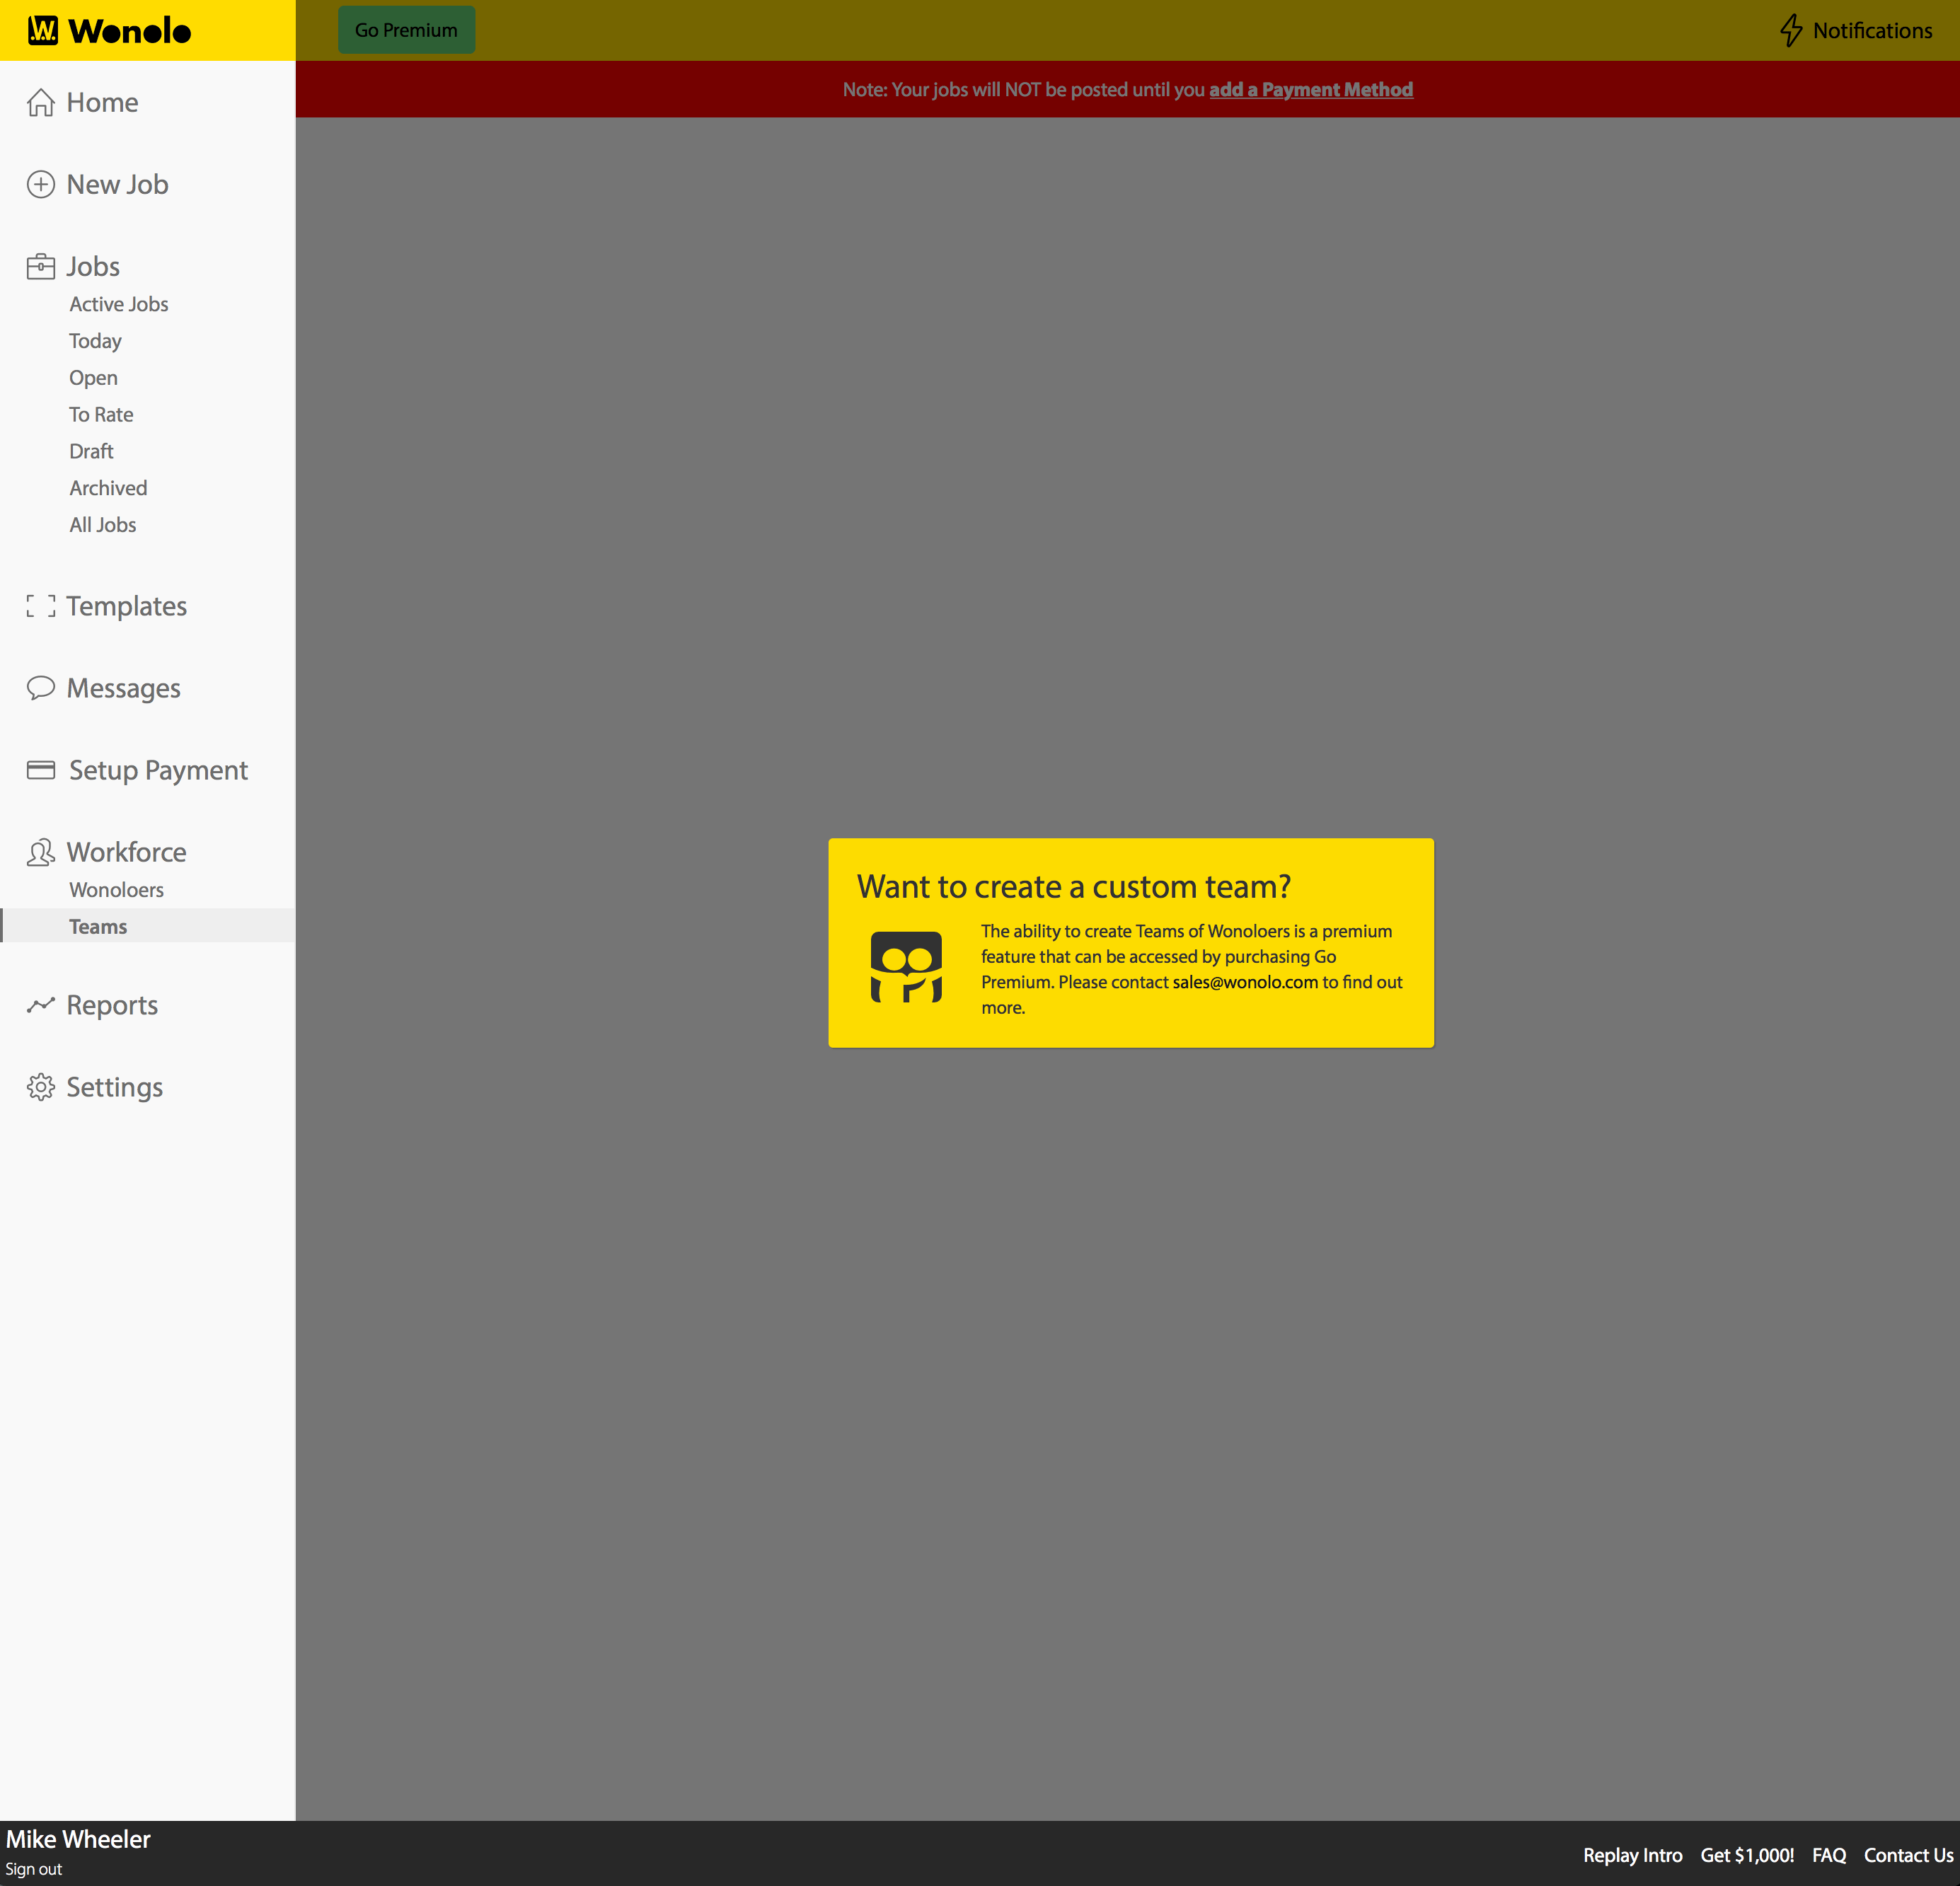 W. Wonolo
Go Premium
Notifications
Note: Your jobs will NOT be posted until you add a Payment Method
Home
New Job
Jobs
Active Jobs
Today
Open
To Rate
Draft
Archived
All Jobs
Templates
Messages
Setup Payment
Workforce
Wonoloers
Teams
Reports
Settings
Want to create a custom team?
The ability to create Teams of Wonoloers is a premium
feature that can be accessed by purchasing Go
Premium. Please contact sales@wonolo.com to find out
more.
Mike Wheeler
Sign out
Replay Intro Get $1,000! FAQ Contact Us